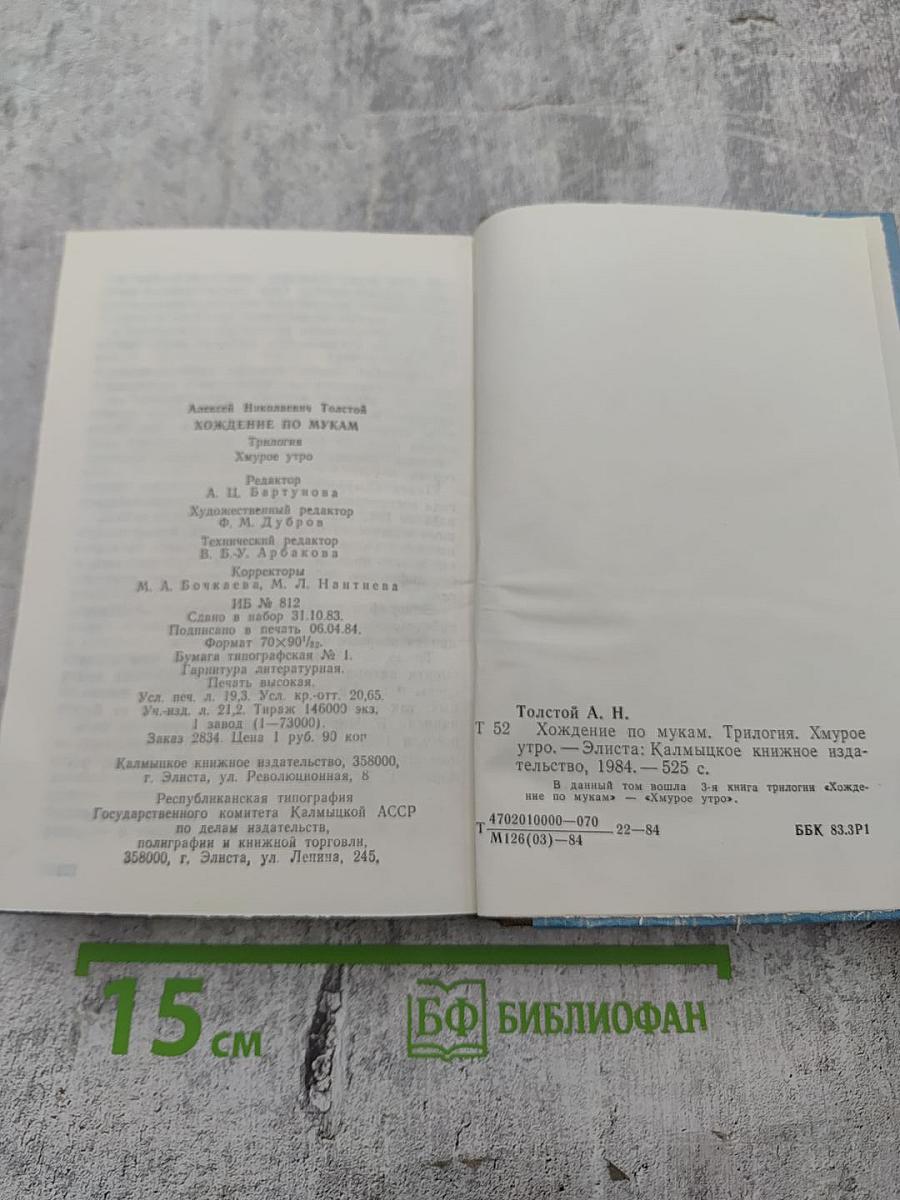 Алексей Николаевич Толстой
ХОЖДЕНИЕ ПО МУКАМ
Трилогия
Хмурое утро
Редактор
А. Ц. Бартунова
Художественный редактор
Ф. М. Дубров
Технический редактор
В. Б.-У. Арбакова
Корректоры
М. А. Бочкаева, М. Л. Нактиева
ИБ № 812
Сдано в набор 31.10.83.
Подписано в печать 06.04.84.
Формат 70×90¹/₃₂.
Бумага типографская № 1.
Гарнитура литературная.
Печать высокая.
Усл. печ. л. 19,3. Усл. кр.-отт. 20,65.
Уч.-изд. л. 21,2. Тираж 146000 экз.
1 завод (1—73000).
Заказ 2834. Цена 1 руб. 90 коп
Калмыцкое книжное издательство, 358000,
г. Элиста, ул. Революционная, 8
Республиканская типография
Государственного комитета Калмыцкой АССР
по делам издательств,
полиграфии и книжной торговли,
358000, г. Элиста, ул. Ленина, 245,
Толстой А. Н.
Т 52 Хождение по мукам. Трилогия. Хмурое
утро. — Элиста: Калмыцкое книжное изда-
тельство, 1984. — 525 с.
В данный том вошла 3-я книга трилогии «Хожде-
ние по мукам» — «Хмурое утро».
Т 4702010000—070 22—84
М126(03)—84
ББК 83.3Р1
15 см
БФ БИБЛИОФАН